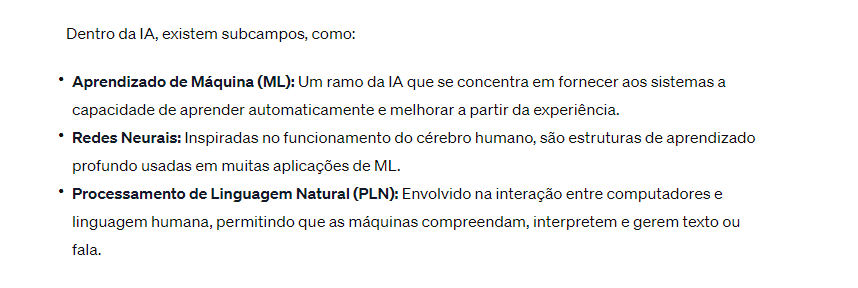 Dentro da IA, existem subcampos, como:
• Aprendizado de Máquina (ML): Um ramo da IA que se concentra em fornecer aos sistemas a
capacidade de aprender automaticamente e melhorar a partir da experiência.
• Redes Neurais: Inspiradas no funcionamento do cérebro humano, são estruturas de aprendizado
profundo usadas em muitas aplicações de ML.
• Processamento de Linguagem Natural (PLN): Envolvido na interação entre computadores e
linguagem humana, permitindo que as máquinas compreendam, interpretem e gerem texto ou
fala.